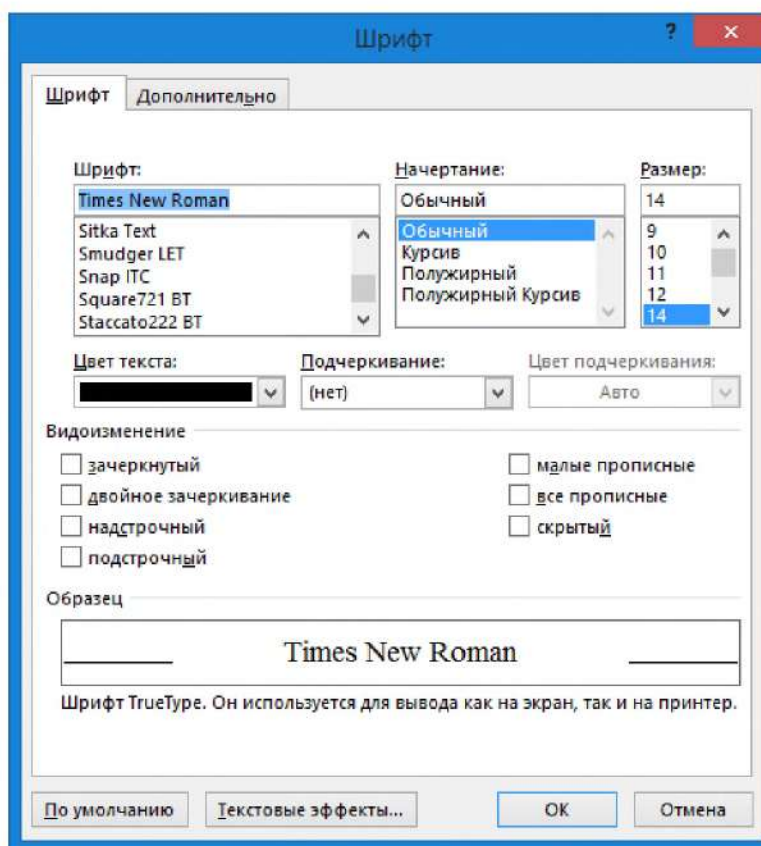 Шрифт ? ×
Шрифт Дополнительно
Шрифт: Начертание: Размер:
Times New Roman Обычный 14
Sitka Text Обычный 9
Smudger LET Курсив 10
Snap ITC Полужирный 11
Square721 BT Полужирный Курсив 12
Staccato222 BT 14
Цвет текста: Подчеркивание: Цвет подчеркивания:
(нет) Авто
Видоизменение
зачеркнутый малые прописные
двойное зачеркивание все прописные
надстрочный скрытый
подстрочный
Образец
Times New Roman
Шрифт TrueType. Он используется для вывода как на экран, так и на принтер.
По умолчанию Текстовые эффекты... ОК Отмена